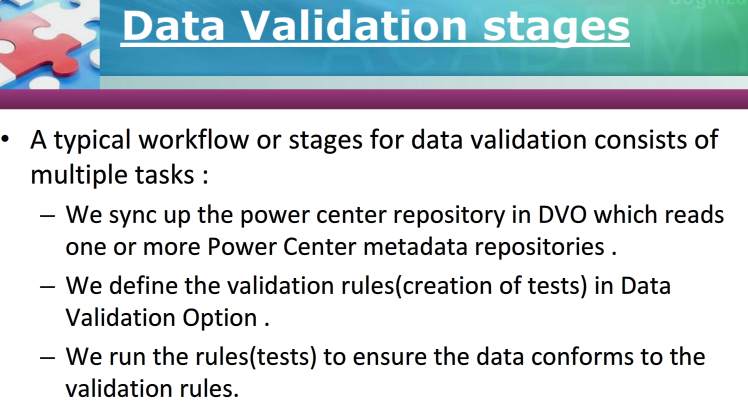 Data Validation stages
• A typical workflow or stages for data validation consists of
multiple tasks :
– We sync up the power center repository in DVO which reads
one or more Power Center metadata repositories .
– We define the validation rules(creation of tests) in Data
Validation Option .
– We run the rules(tests) to ensure the data conforms to the
validation rules.